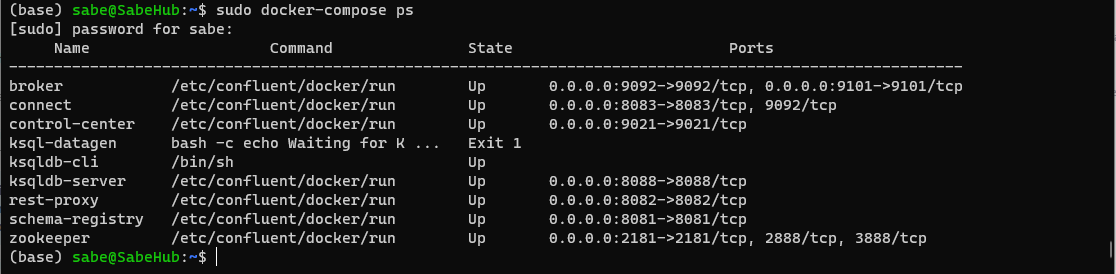 (base) sabe@SabeHub:~$ sudo docker-compose ps
[sudo] password for sabe:
     Name                    Command               State                          Ports
----------------------------------------------------------------------------------------------------------
broker            /etc/confluent/docker/run        Up       0.0.0.0:9092->9092/tcp, 0.0.0.0:9101->9101/tcp
connect           /etc/confluent/docker/run        Up       0.0.0.0:8083->8083/tcp, 9092/tcp
control-center    /etc/confluent/docker/run        Up       0.0.0.0:9021->9021/tcp
ksql-datagen      bash -c echo Waiting for K ...   Exit 1
ksqldb-cli        /bin/sh                          Up
ksqldb-server     /etc/confluent/docker/run        Up       0.0.0.0:8088->8088/tcp
rest-proxy        /etc/confluent/docker/run        Up       0.0.0.0:8082->8082/tcp
schema-registry   /etc/confluent/docker/run        Up       0.0.0.0:8081->8081/tcp
zookeeper         /etc/confluent/docker/run        Up       0.0.0.0:2181->2181/tcp, 2888/tcp, 3888/tcp
(base) sabe@SabeHub:~$